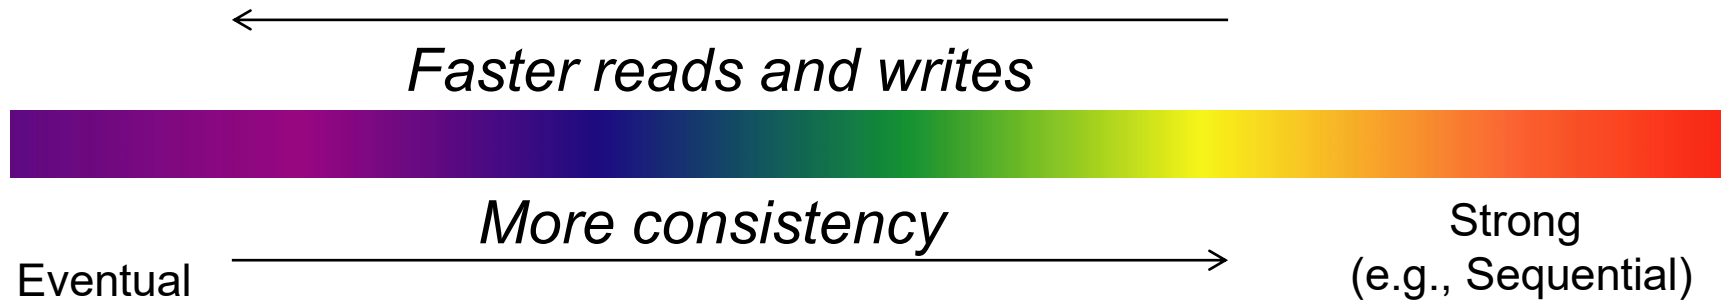 Faster reads and writes
More consistency
Eventual
Strong
(e.g., Sequential)